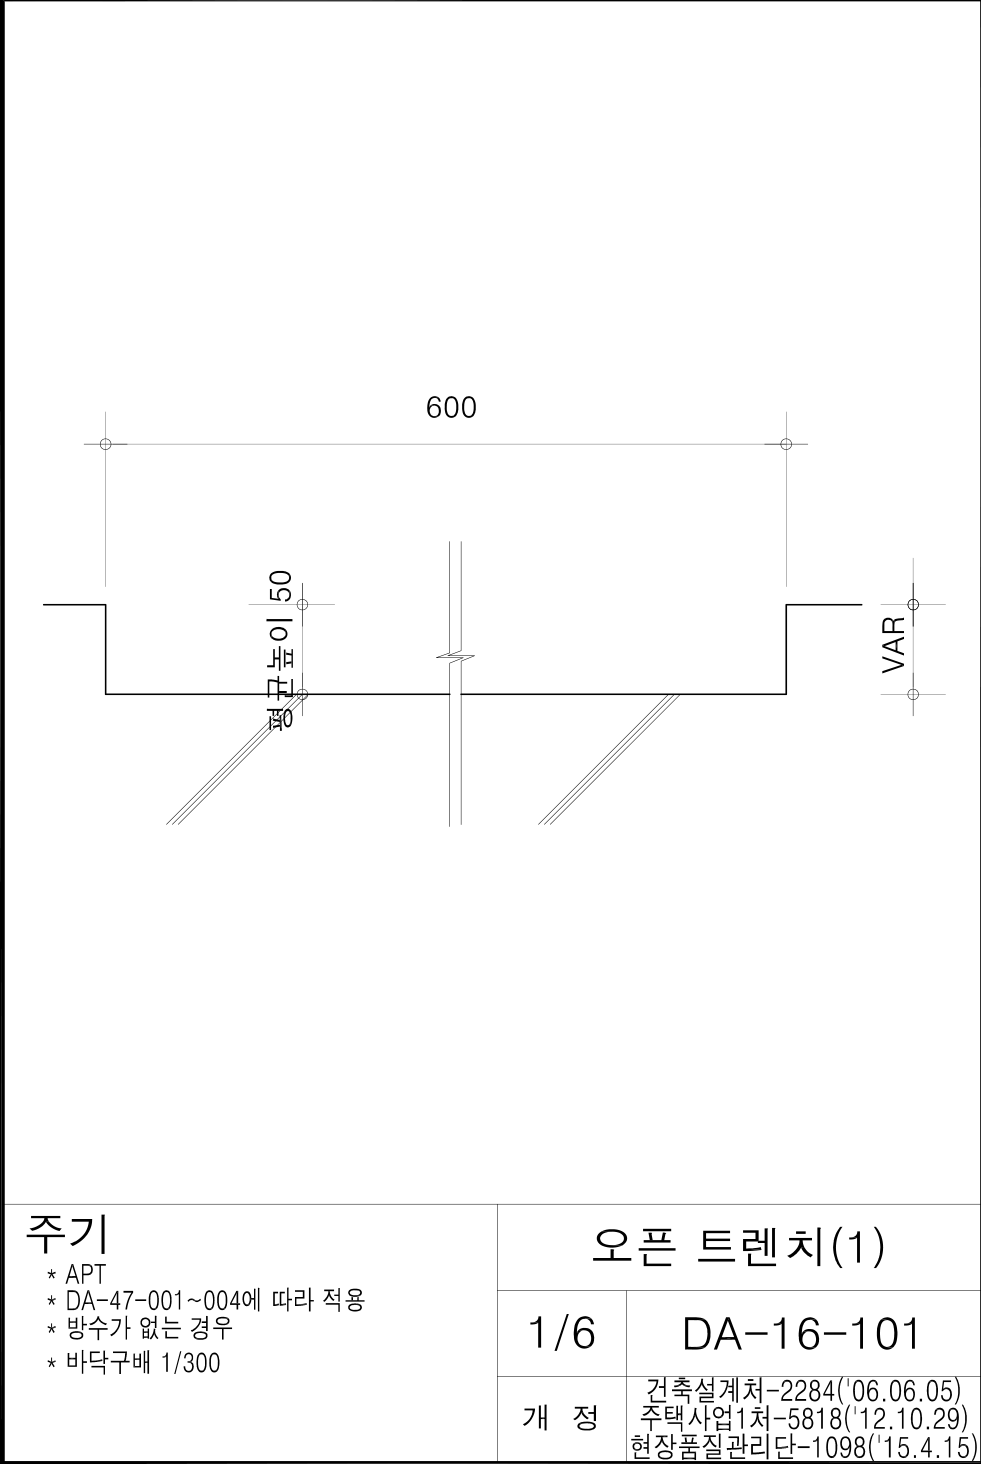 600
평균폭이 50
VAR
주기
* APT
* DA-47-001~004에 따라 적용
* 방수가 없는 경우
* 바닥구배 1/300
오픈 트렌치(1)
1/6
DA-16-101
개 정
건축설계처-2284('06.06.05)
주택사업1처-5818('12.10.29)
현장품질관리단-1098('15.4.15)